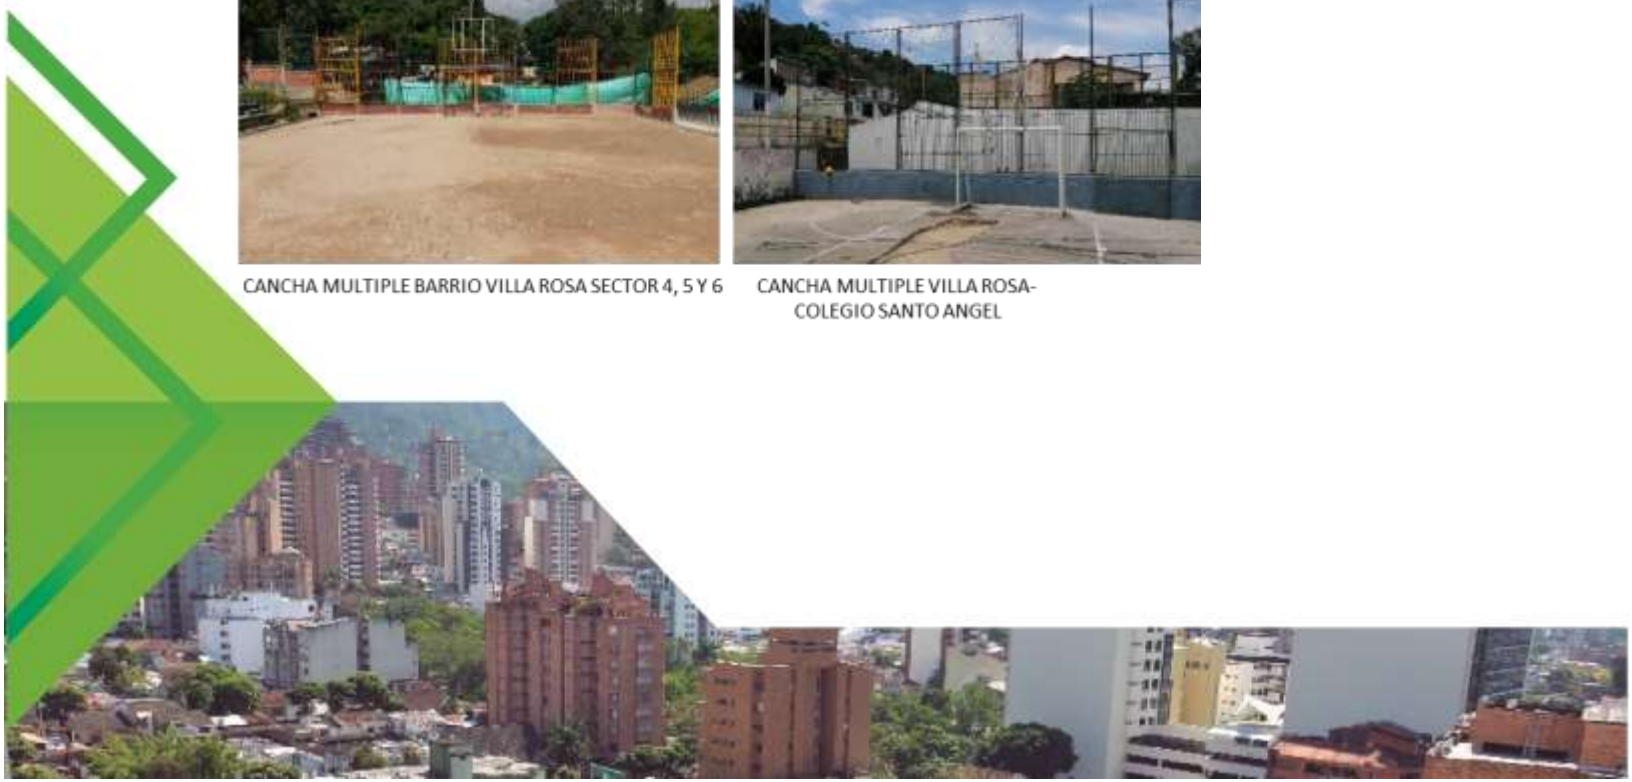 CANCHA MULTIPLE BARRIO VILLA ROSA SECTOR 4, 5 Y 6
CANCHA MULTIPLE VILLA ROSA-
COLEGIO SANTO ANGEL